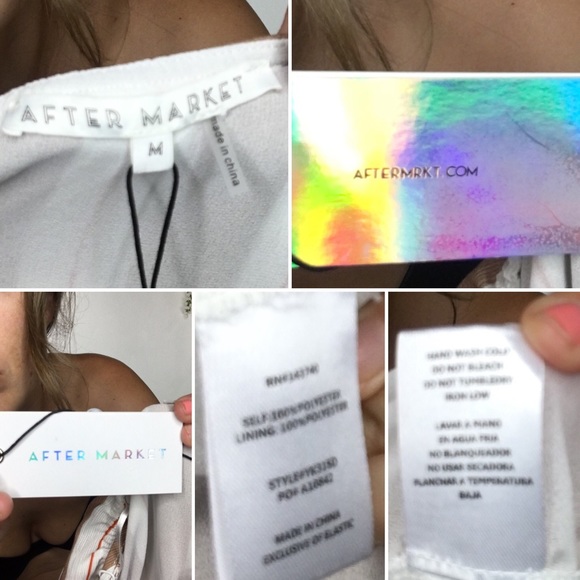 AFTER MARKET
M
made in china
AFTERMRKT.COM
AFTER MARKET
SELF: 100% POLYESTER
LINING: 100% POLYESTER
MADE IN CHINA
EXCLUSIVE OF ELASTIC
HAND WASH COLD
DO NOT BLEACH
DO NOT TUMBLE DRY
IRON LOW
LAVAR A MANO
EN AGUA FRIA
NO BLANQUEADOR
NO USAR SECADORA
PLANCHAR A TEMPERATURA
BAJA